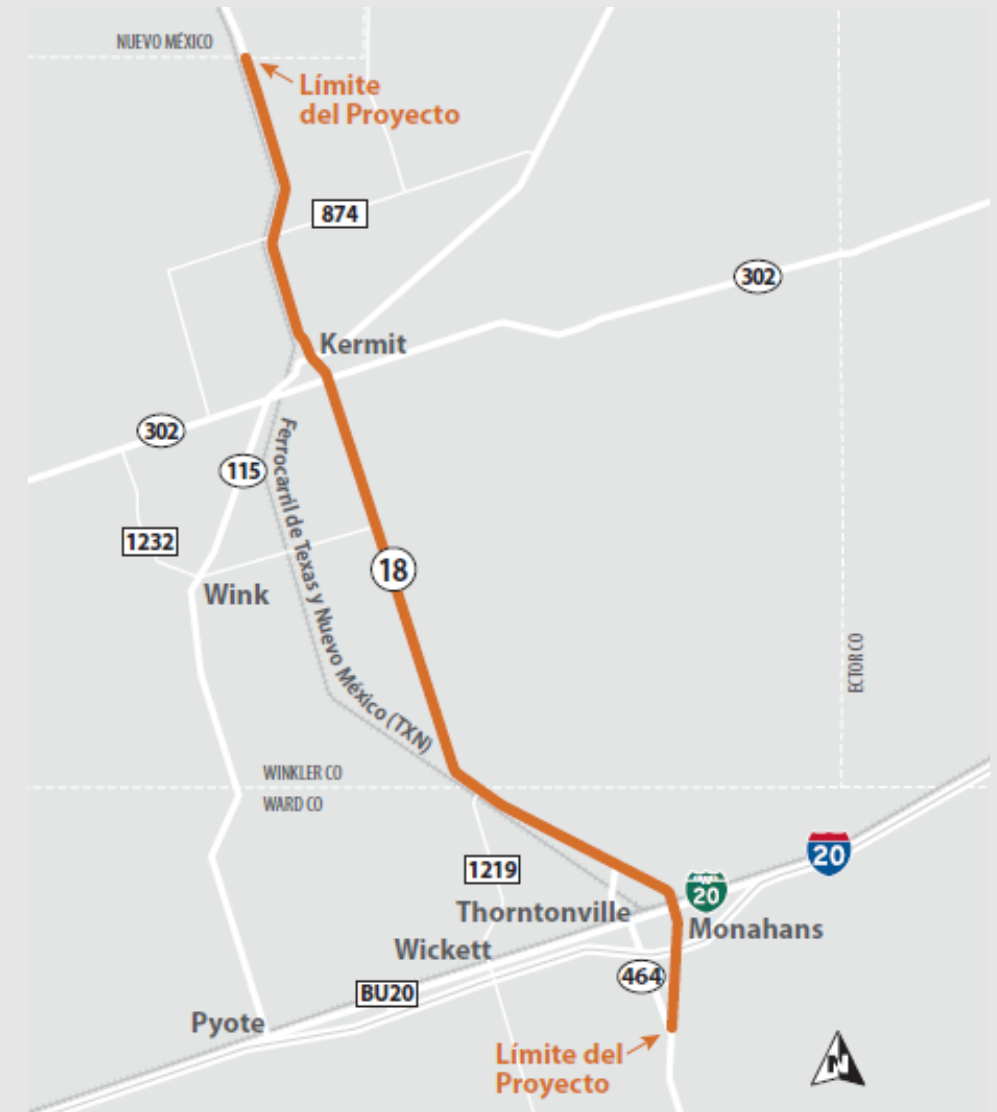 NUEVO MÉXICO
Límite
del Proyecto
874
302
Kermit
302
115
Ferrocarril de Texas y Nuevo México (TXN)
1232
18
Wink
ECTOR CO
WINKLER CO
WARD CO
20
1219
20
Thorntonville
Monahans
Wickett
464
BU20
Pyote
Límite del
Proyecto
N